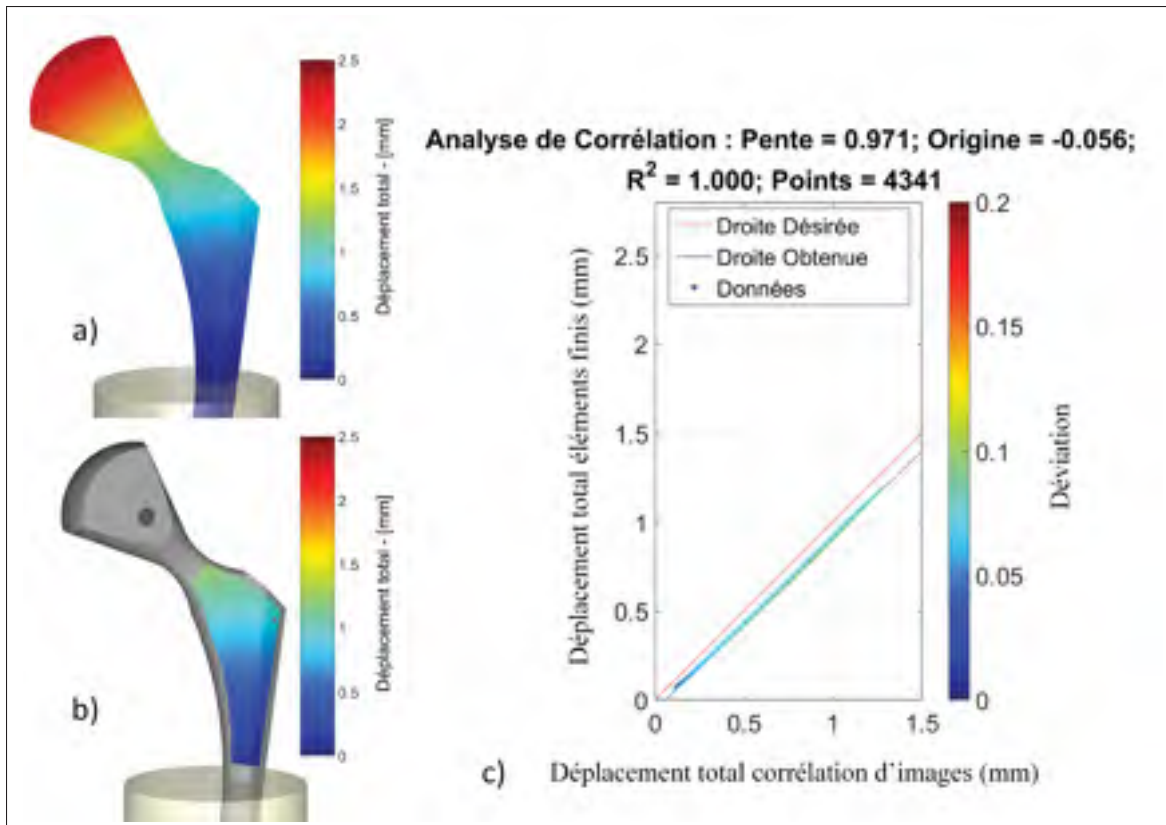 2.5
2
1.5
1
0.5
0
Déplacement total - [mm]
a)
2.5
2
1.5
1
0.5
0
Déplacement total - [mm]
b)
Analyse de Corrélation : Pente = 0.971; Origine = -0.056;
R² = 1.000; Points = 4341
Droite Désirée
Droite Obtenue
Données
2.5
2
1.5
1
0.5
0
Déplacement total éléments finis (mm)
0 0.5 1 1.5
0.2
0.15
0.1
0.05
0
Déviation
c) Déplacement total corrélation d'images (mm)